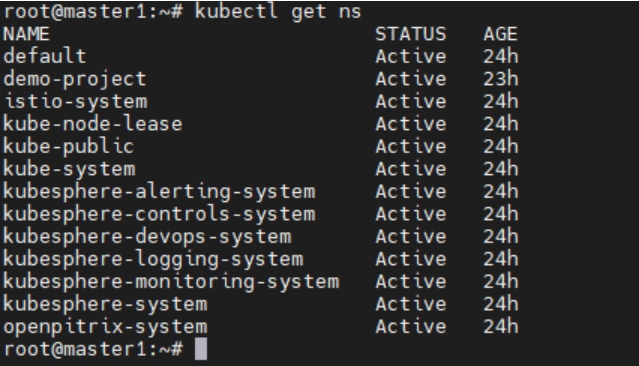 root@master1:~# kubectl get ns
NAME STATUS AGE
default Active 24h
demo-project Active 23h
istio-system Active 24h
kube-node-lease Active 24h
kube-public Active 24h
kube-system Active 24h
kubesphere-alerting-system Active 24h
kubesphere-controls-system Active 24h
kubesphere-devops-system Active 24h
kubesphere-logging-system Active 24h
kubesphere-monitoring-system Active 24h
kubesphere-system Active 24h
openpitrix-system Active 24h
root@master1:~#